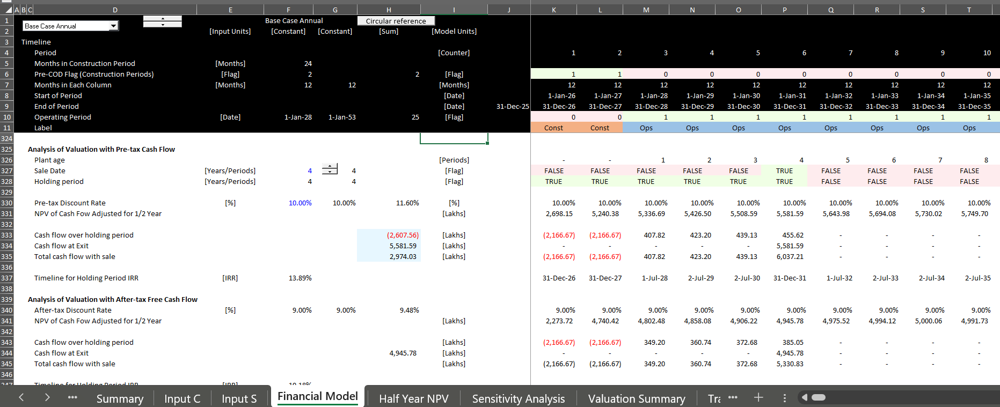 A B C D E F G H I J K L M N O P Q R S T
1 Base Case Annual Base Case Annual Circular reference
2 [Input Units] [Constant] [Constant] [Sum] [Model Units]
3 Timeline
4 Period [Counter] 1 2 3 4 5 6 7 8 9 10
5 Months in Construction Period [Months] 24
6 Pre-COD Flag (Construction Periods) [Flag] 2 2 [Flag] 1 1 0 0 0 0 0 0 0 0
7 Months in Each Column [Months] 12 12 [Months] 12 12 12 12 12 12 12 12 12 12
8 Start of Period [Date] 1-Jan-26 1-Jan-27 1-Jan-28 1-Jan-29 1-Jan-30 1-Jan-31 1-Jan-32 1-Jan-33 1-Jan-34 1-Jan-35
9 End of Period [Date] 31-Dec-25 31-Dec-26 31-Dec-27 31-Dec-28 31-Dec-29 31-Dec-30 31-Dec-31 31-Dec-32 31-Dec-33 31-Dec-34 31-Dec-35
10 Operating Period [Date] 1-Jan-28 1-Jan-53 25 [Flag] 0 0 1 1 1 1 1 1 1 1
11 Label Const Const Ops Ops Ops Ops Ops Ops Ops Ops
324
325 Analysis of Valuation with Pre-tax Cash Flow
326 Plant age [Periods] - - 1 2 3 4 5 6 7 8
327 Sale Date [Years/Periods] 4 4 [Flag] FALSE FALSE FALSE FALSE FALSE TRUE FALSE FALSE FALSE FALSE
328 Holding period [Years/Periods] 4 4 [Flag] TRUE TRUE TRUE TRUE TRUE TRUE FALSE FALSE FALSE FALSE
329
330 Pre-tax Discount Rate [%] 10.00% 10.00% 11.60% [%] 10.00% 10.00% 10.00% 10.00% 10.00% 10.00% 10.00% 10.00% 10.00% 10.00%
331 NPV of Cash Fow Adjusted for 1/2 Year [Lakhs] 2,698.15 5,240.38 5,336.69 5,426.50 5,508.59 5,581.59 5,643.98 5,694.08 5,730.02 5,749.70
332
333 Cash flow over holding period (2,607.56) [Lakhs] (2,166.67) (2,166.67) 407.82 423.20 439.13 455.62 - - - -
334 Cash flow at Exit 5,581.59 [Lakhs] - - - - - 5,581.59 - - - -
335 Total cash flow with sale 2,974.03 [Lakhs] (2,166.67) (2,166.67) 407.82 423.20 439.13 6,037.21 - - - -
336
337 Timeline for Holding Period IRR [IRR] 13.89% 31-Dec-26 31-Dec-27 1-Jul-28 2-Jul-29 2-Jul-30 31-Dec-31 1-Jul-32 2-Jul-33 2-Jul-34 2-Jul-35
338
339 Analysis of Valuation with After-tax Free Cash Flow
340 After-tax Discount Rate [%] 9.00% 9.00% 9.48% 9.00% 9.00% 9.00% 9.00% 9.00% 9.00% 9.00% 9.00% 9.00% 9.00%
341 NPV of Cash Fow Adjusted for 1/2 Year [Lakhs] 2,273.72 4,740.42 4,802.48 4,858.08 4,906.22 4,945.78 4,975.52 4,994.12 5,000.06 4,991.73
342
343 Cash flow over holding period [Lakhs] (2,166.67) (2,166.67) 349.20 360.74 372.68 385.05 - - - -
344 Cash flow at Exit 4,945.78 [Lakhs] - - - - - 4,945.78 - - - -
345 Total cash flow with sale [Lakhs] (2,166.67) (2,166.67) 349.20 360.74 372.68 5,330.83 - - - -
346
347 Timeline for Holding Period IRR [IRR] 10.18%
Summary Input C Input S Financial Model Half Year NPV Sensitivity Analysis Valuation Summary Tra